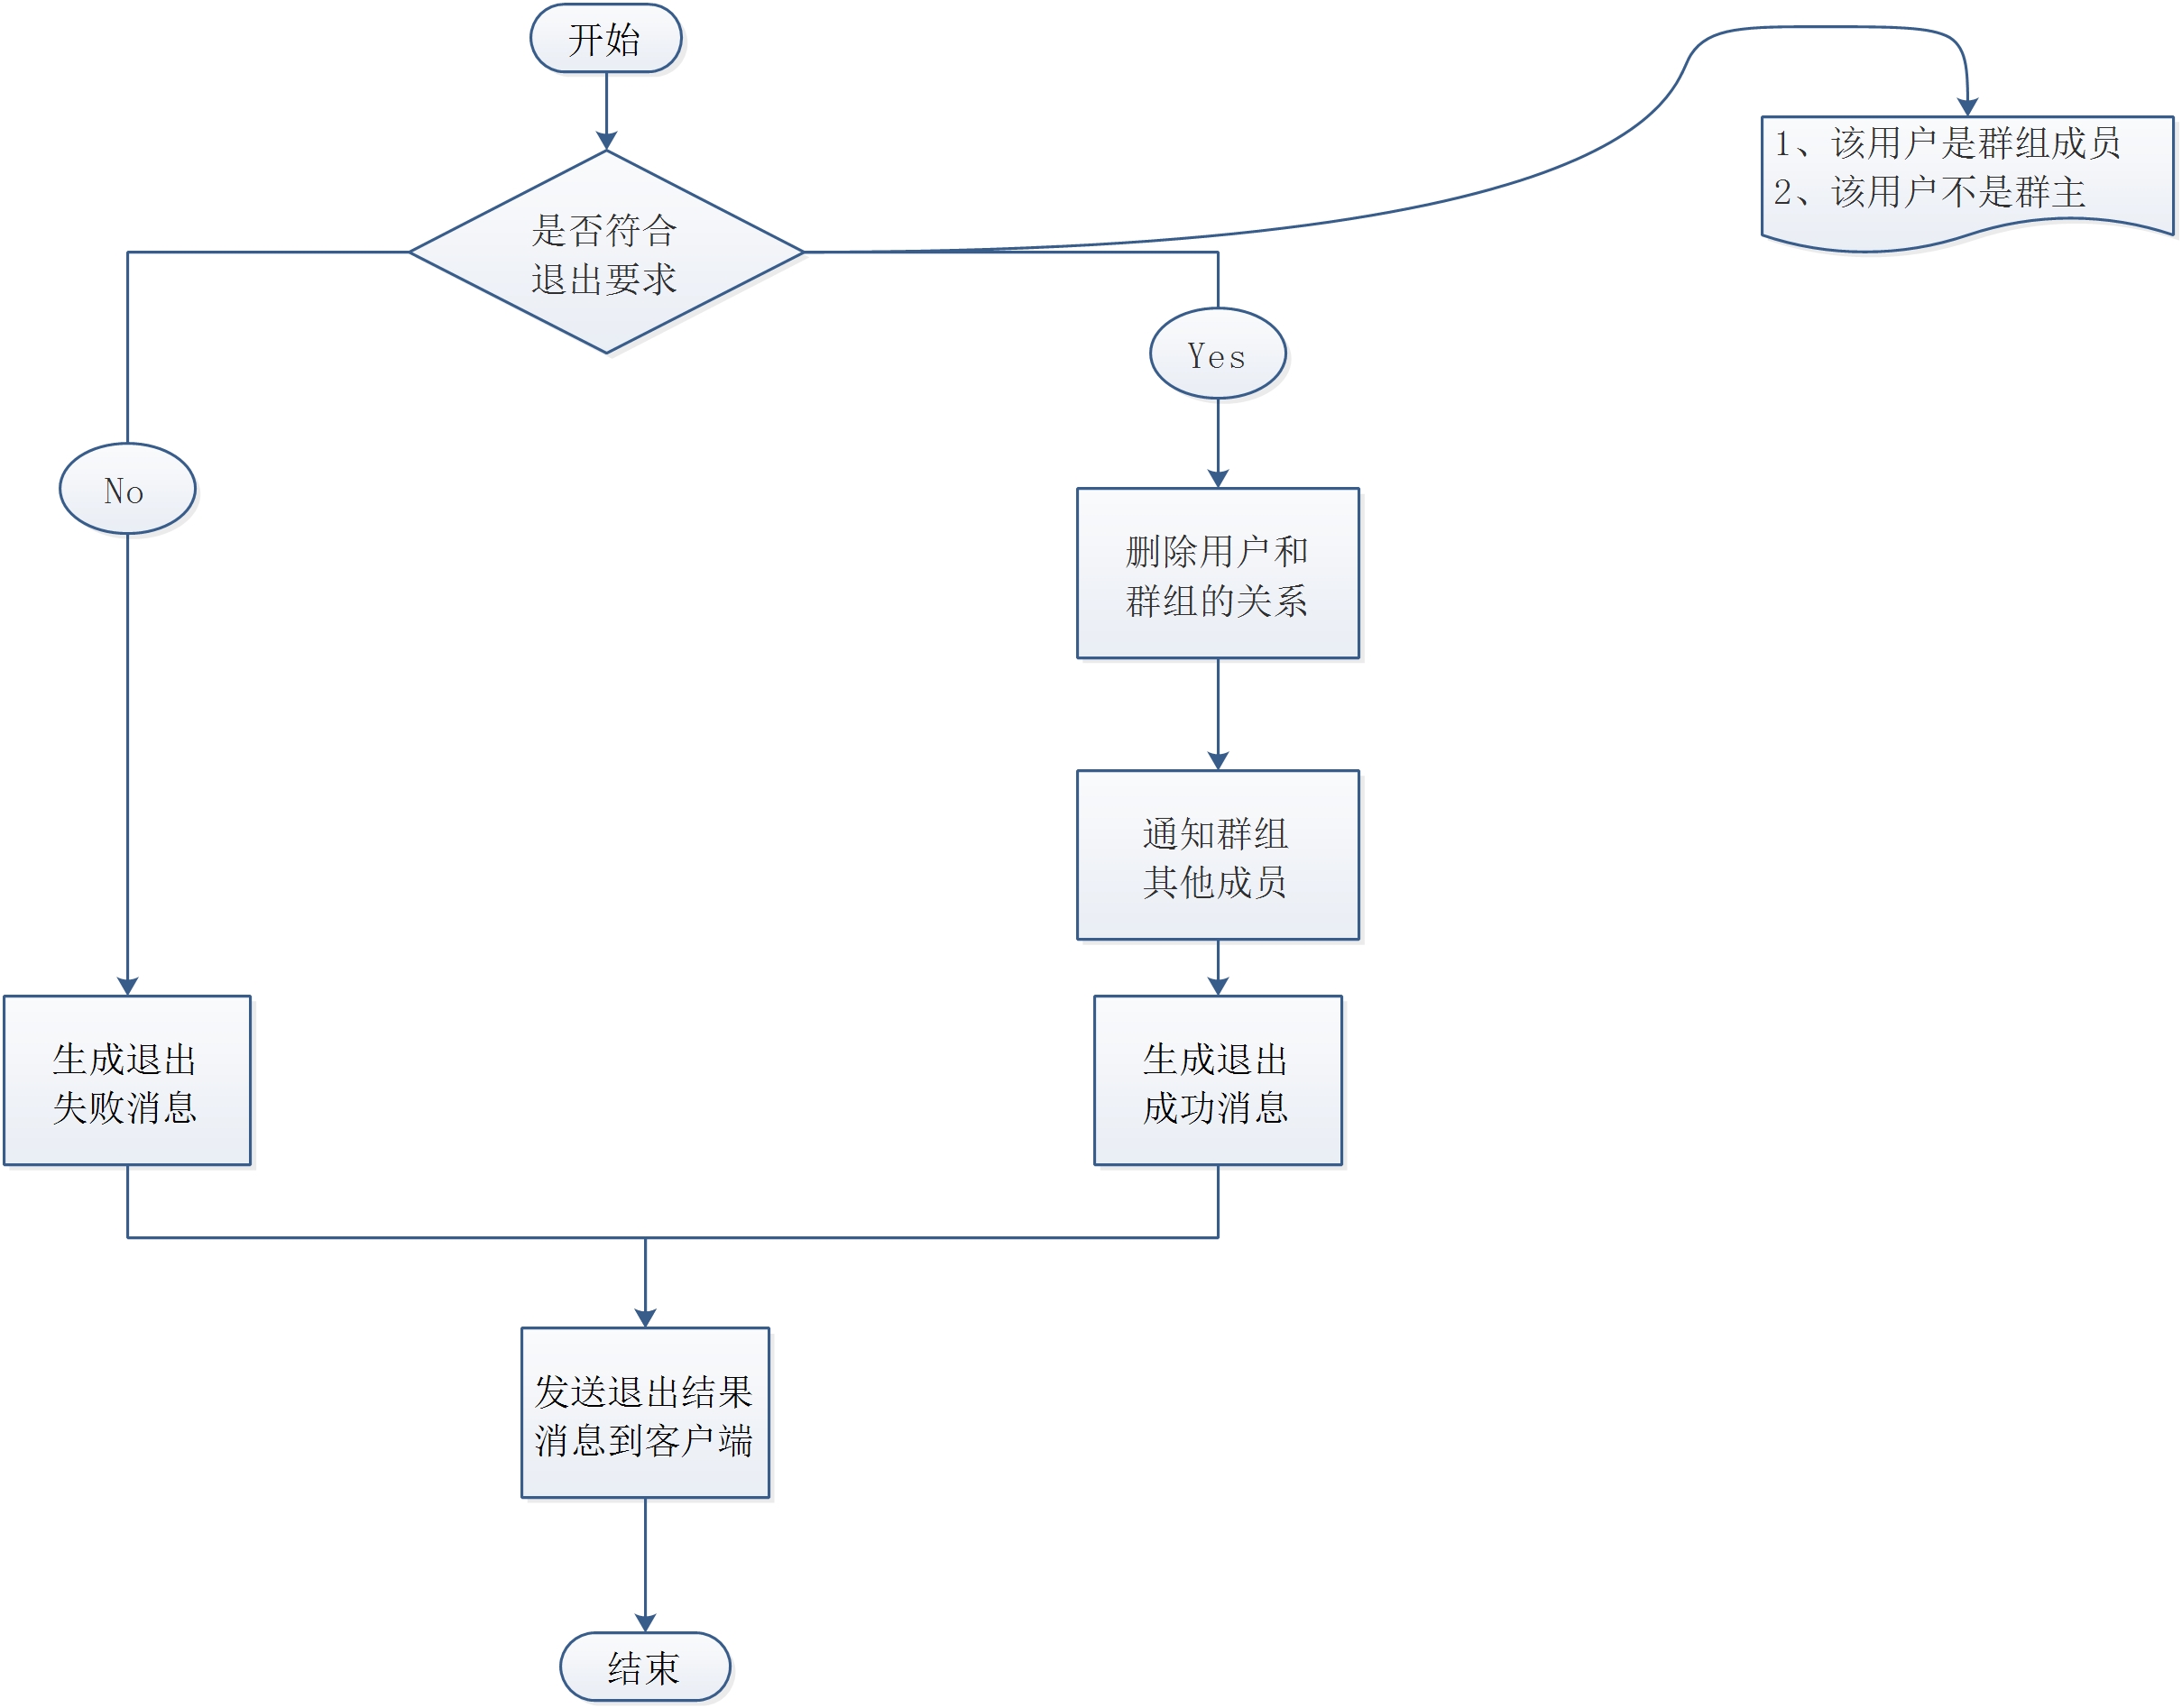 开始
1、该用户是群组成员
2、该用户不是群主
是否符合
退出要求
Yes
No
删除用户和
群组的关系
通知群组
其他成员
生成退出
失败消息
生成退出
成功消息
发送退出结果
消息到客户端
结束